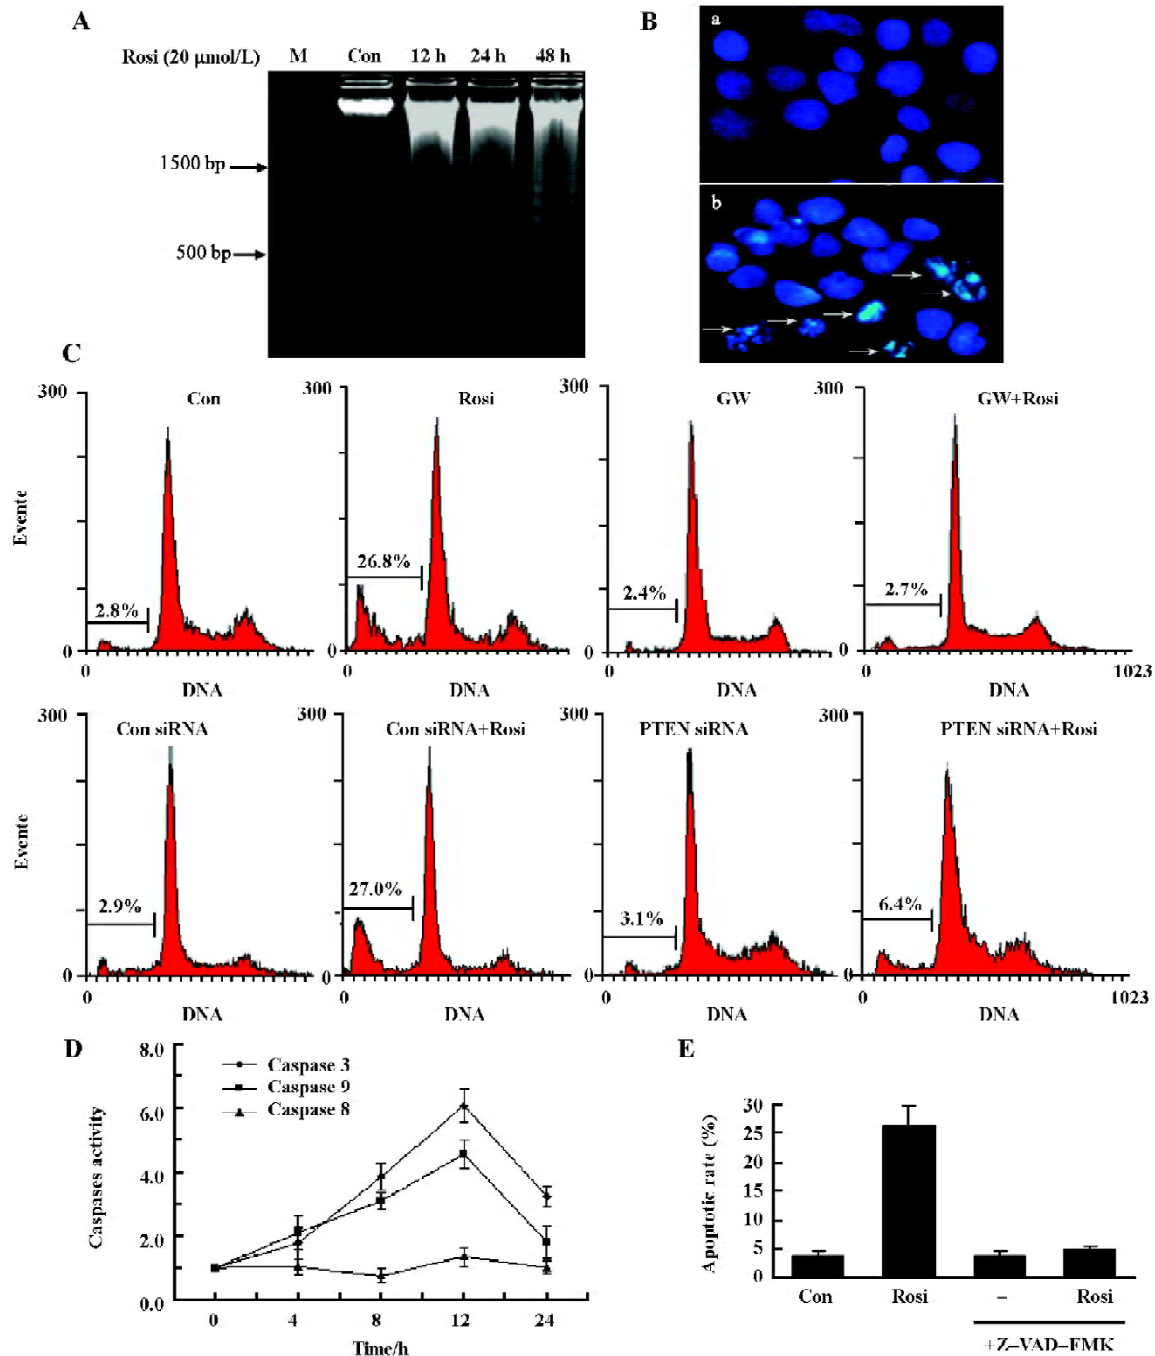 A
B
Rosi (20 μmol/L) M Con 12 h 24 h 48 h
1500 bp
500 bp
a
b
C
300 Con
300 Rosi
300 GW
300 GW+Rosi
Evente
2.8%
26.8%
2.4%
2.7%
0 0 0 0
0 0 0 0 1023
DNA DNA DNA DNA
300 Con siRNA
300 Con siRNA+Rosi
300 PTEN siRNA
300 PTEN siRNA+Rosi
Evente
2.9%
27.0%
3.1%
6.4%
0 0 0 0
0 0 0 0 1023
DNA DNA DNA DNA
D
8.0
6.0
4.0
2.0
0.0
Caspases activity
Caspase 3
Caspase 9
Caspase 8
0 4 8 12 24
Time/h
E
30
25
20
15
10
5
0
Apoptotic rate (%)
Con Rosi – Rosi
+Z–VAD–FMK